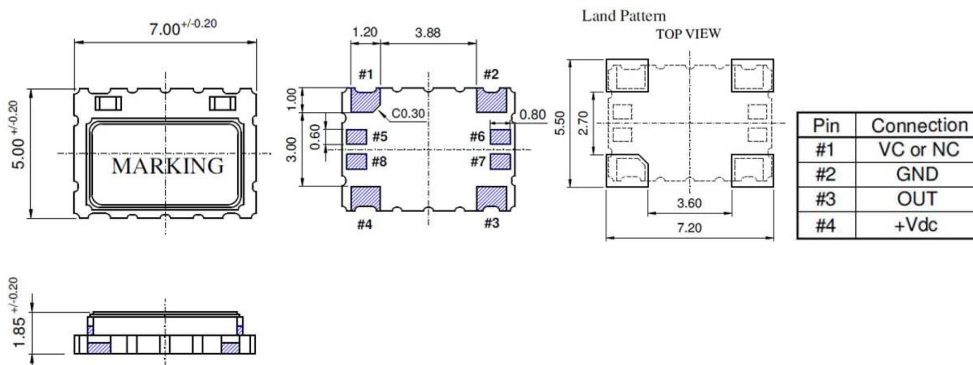 7.00+/-0.20
5.00 +/-0.20
MARKING
1.85 +/-0.20
1.20
3.88
#1
#2
1.00
C0.30
0.80
0.60
3.00
#5
#6
#8
#7
#4
#3
Land Pattern
TOP VIEW
5.50
2.70
3.60
7.20
Pin Connection
#1 VC or NC
#2 GND
#3 OUT
#4 +Vdc